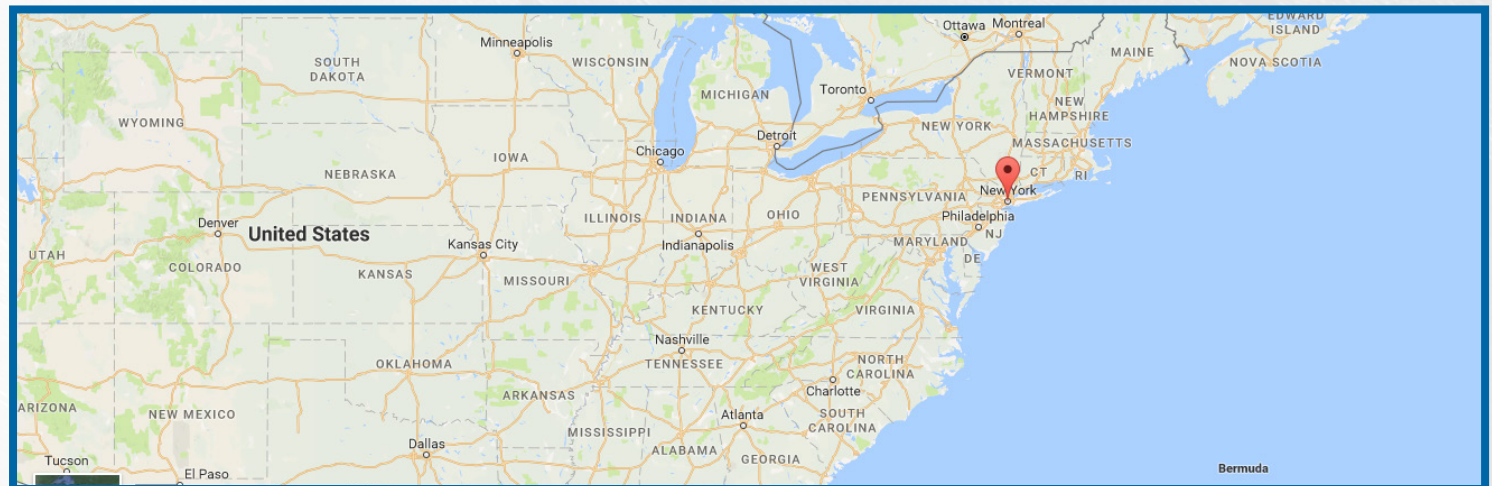 EDWARD
ISLAND
Ottawa
Montreal
Minneapolis
MAINE
SOUTH
DAKOTA
WISCONSIN
NOVA SCOTIA
VERMONT
MICHIGAN
Toronto
NEW
HAMPSHIRE
WYOMING
NEW YORK
Detroit
MASSACHUSETTS
Chicago
IOWA
NEBRASKA
CT
RI
New York
PENNSYLVANIA
Denver
United States
ILLINOIS
INDIANA
OHIO
Philadelphia
NJ
Kansas City
Indianapolis
MARYLAND
UTAH
DE
COLORADO
KANSAS
MISSOURI
WEST
VIRGINIA
KENTUCKY
VIRGINIA
Nashville
TENNESSEE
OKLAHOMA
NORTH
CAROLINA
Charlotte
ARKANSAS
ARIZONA
NEW MEXICO
Atlanta
SOUTH
CAROLINA
MISSISSIPPI
Dallas
ALABAMA
GEORGIA
Tucson
El Paso
Bermuda